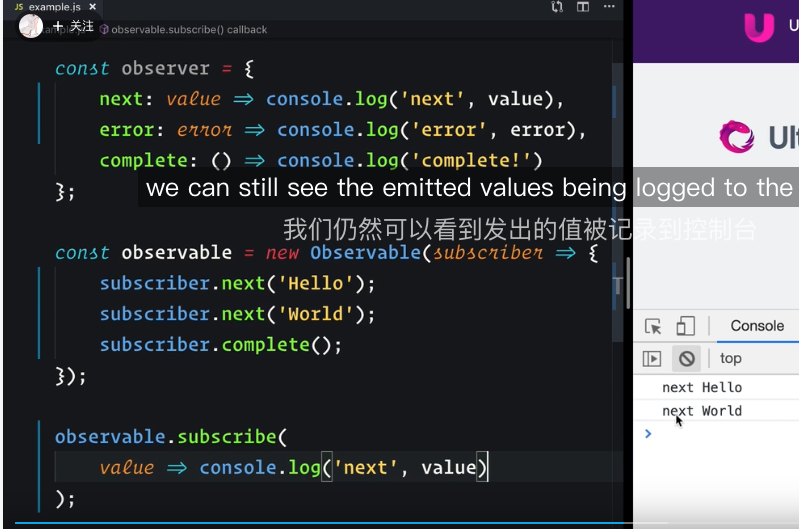 JS example.js ×
+ 关注
example.js observable.subscribe() callback
const observer = {
next: value => console.log('next', value),
error: error => console.log('error', error),
complete: () => console.log('complete!')
};
we can still see the emitted values being logged to the
我们仍然可以看到发出的值被记录到控制台
const observable = new Observable(subscriber => {
subscriber.next('Hello');
subscriber.next('World');
subscriber.complete();
});
observable.subscribe(
value => console.log('next', value)
);
U
Ult
Console
top
next Hello
next World
>